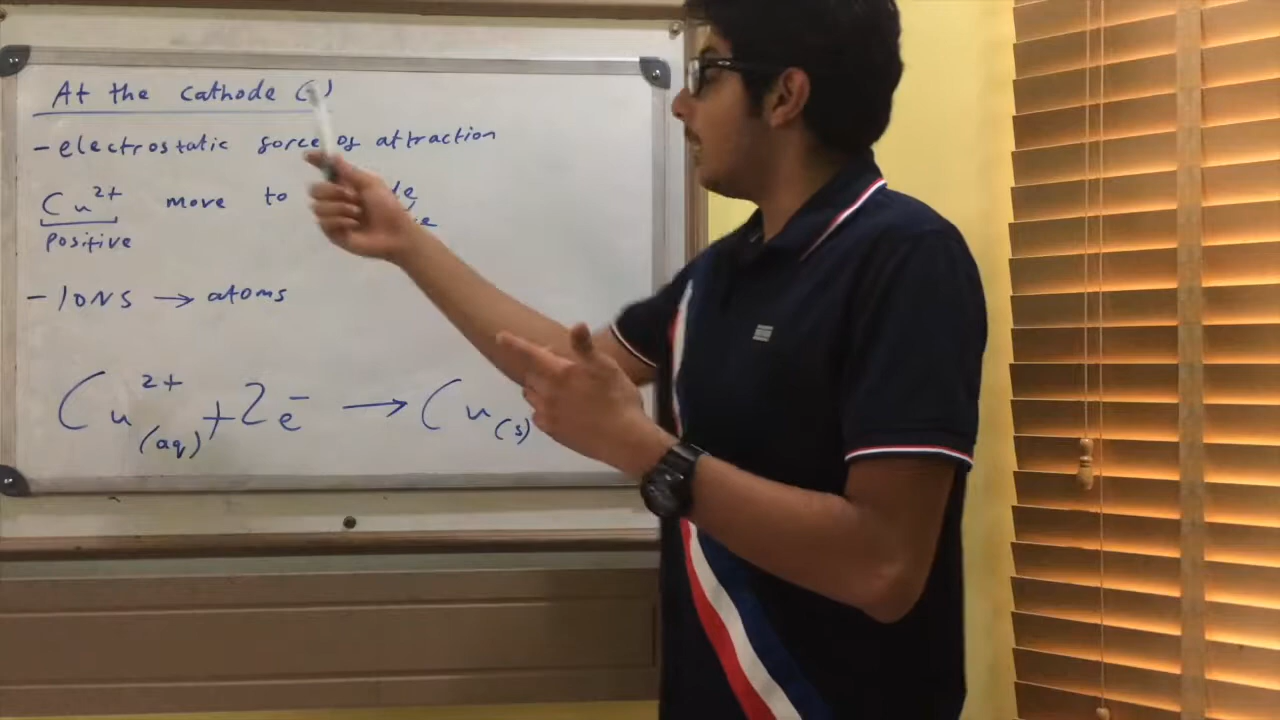 At the cathode
- electrostatic force of attraction
Cu²⁺ move to
Positive
- IONS → atoms
Cu²⁺(aq) + 2e⁻ → Cu(s)